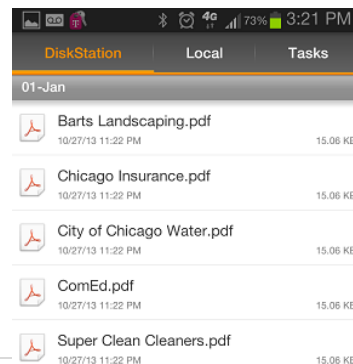 4G 73% 3:21 PM
DiskStation Local Tasks
01-Jan
Barts Landscaping.pdf
10/27/13 11:22 PM 15.06 KB
Chicago Insurance.pdf
10/27/13 11:22 PM 15.06 KB
City of Chicago Water.pdf
10/27/13 11:22 PM 15.06 KB
ComEd.pdf
10/27/13 11:22 PM 15.06 KB
Super Clean Cleaners.pdf
10/27/13 11:22 PM 15.06 KB